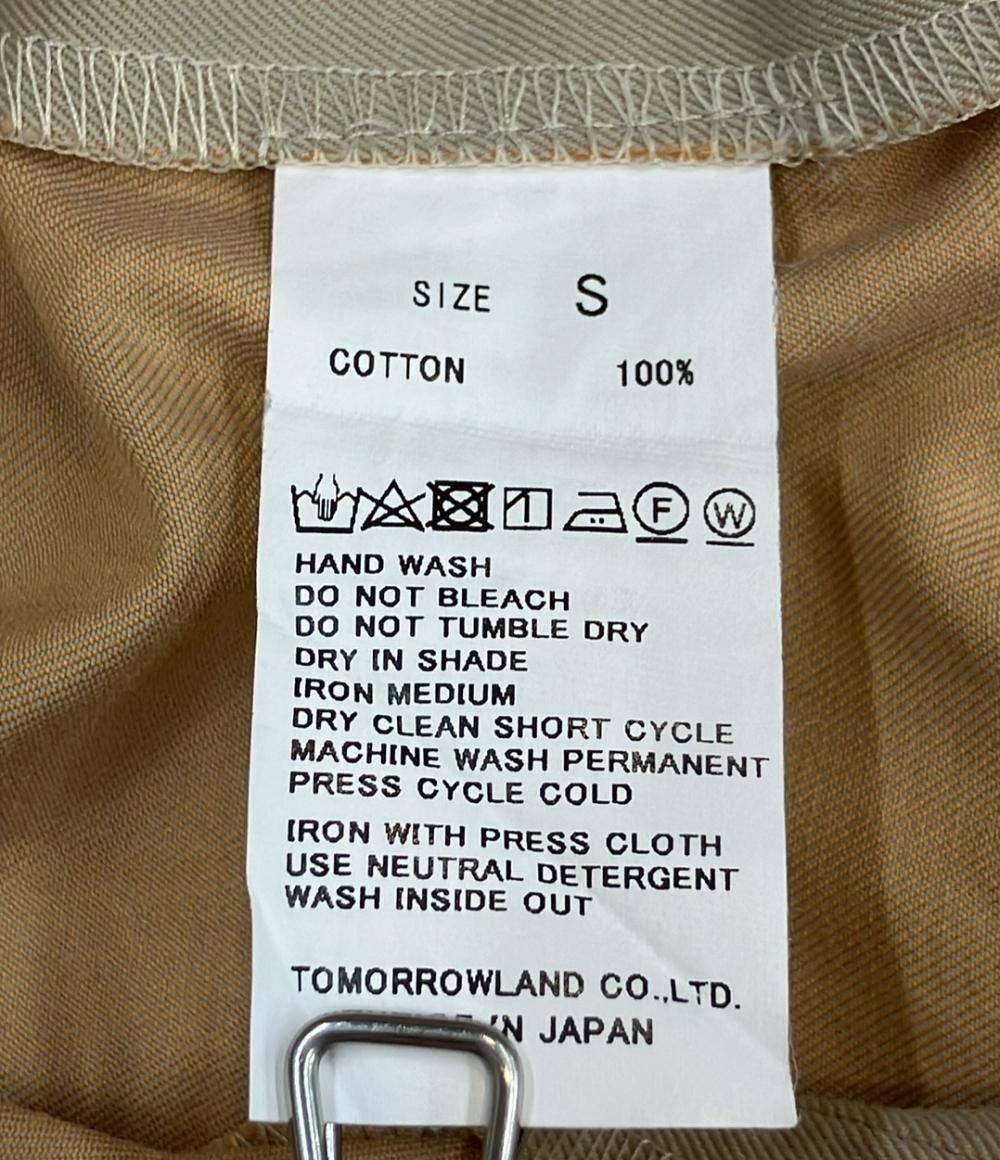 SIZE S
COTTON 100%
F W
HAND WASH
DO NOT BLEACH
DO NOT TUMBLE DRY
DRY IN SHADE
IRON MEDIUM
DRY CLEAN SHORT CYCLE
MACHINE WASH PERMANENT
PRESS CYCLE COLD
IRON WITH PRESS CLOTH
USE NEUTRAL DETERGENT
WASH INSIDE OUT
TOMORROWLAND CO.,LTD.
IN JAPAN